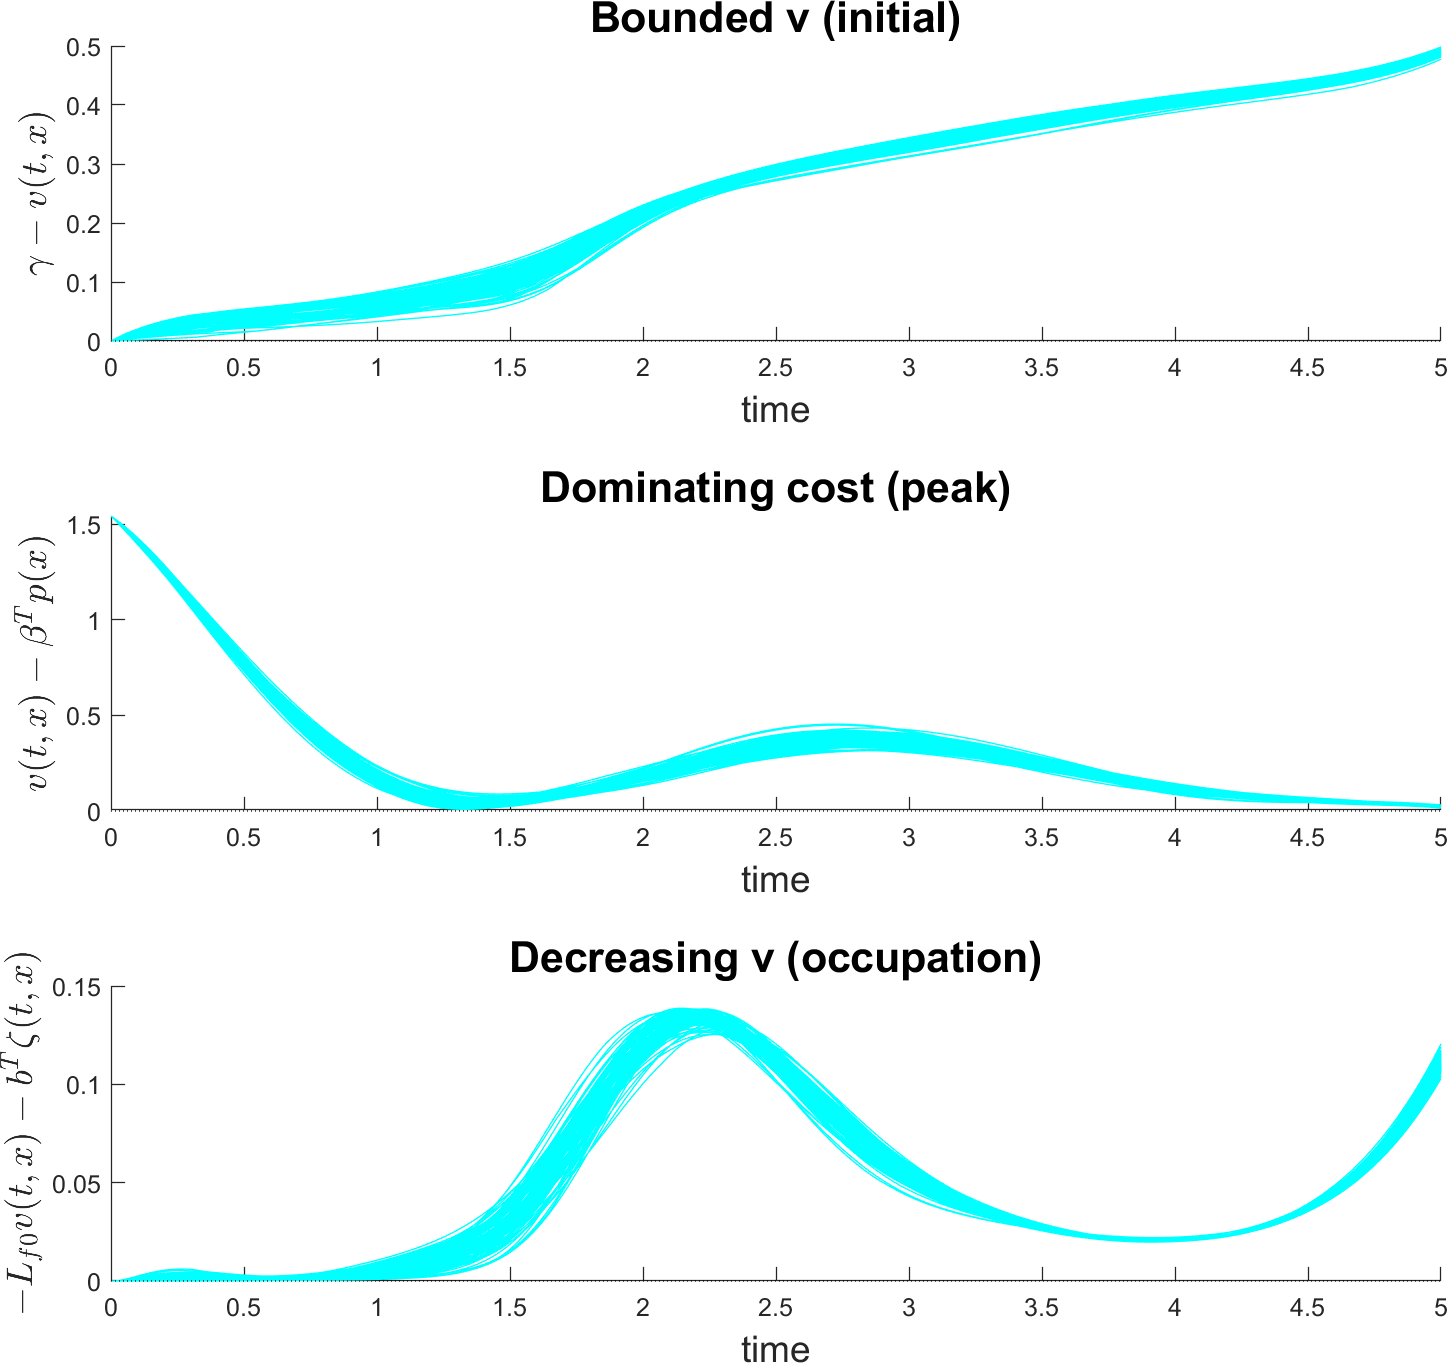 Bounded v (initial)
γ − v(t, x)
0.5
0.4
0.3
0.2
0.1
0
0 0.5 1 1.5 2 2.5 3 3.5 4 4.5 5
time
Dominating cost (peak)
v(t, x) − β^T p(x)
1.5
1
0.5
0
0 0.5 1 1.5 2 2.5 3 3.5 4 4.5 5
time
Decreasing v (occupation)
−L_{f0}v(t, x) − b^T ζ(t, x)
0.15
0.1
0.05
0
0 0.5 1 1.5 2 2.5 3 3.5 4 4.5 5
time